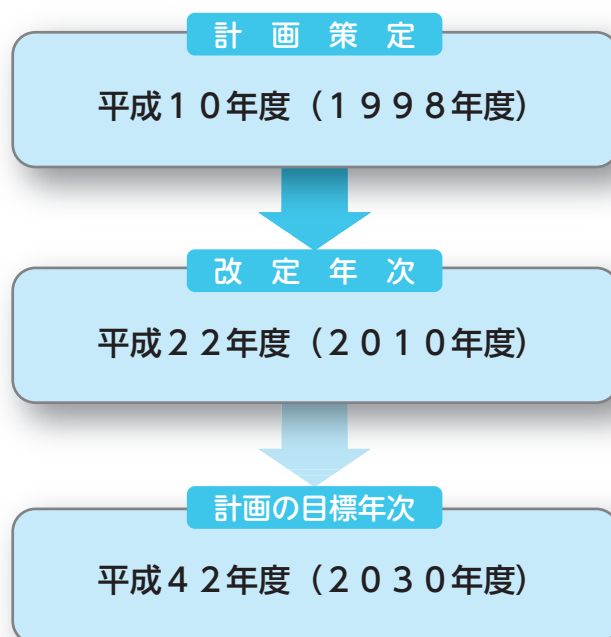 計画策定
平成10年度（1998年度）
改定年次
平成22年度（2010年度）
計画の目標年次
平成42年度（2030年度）